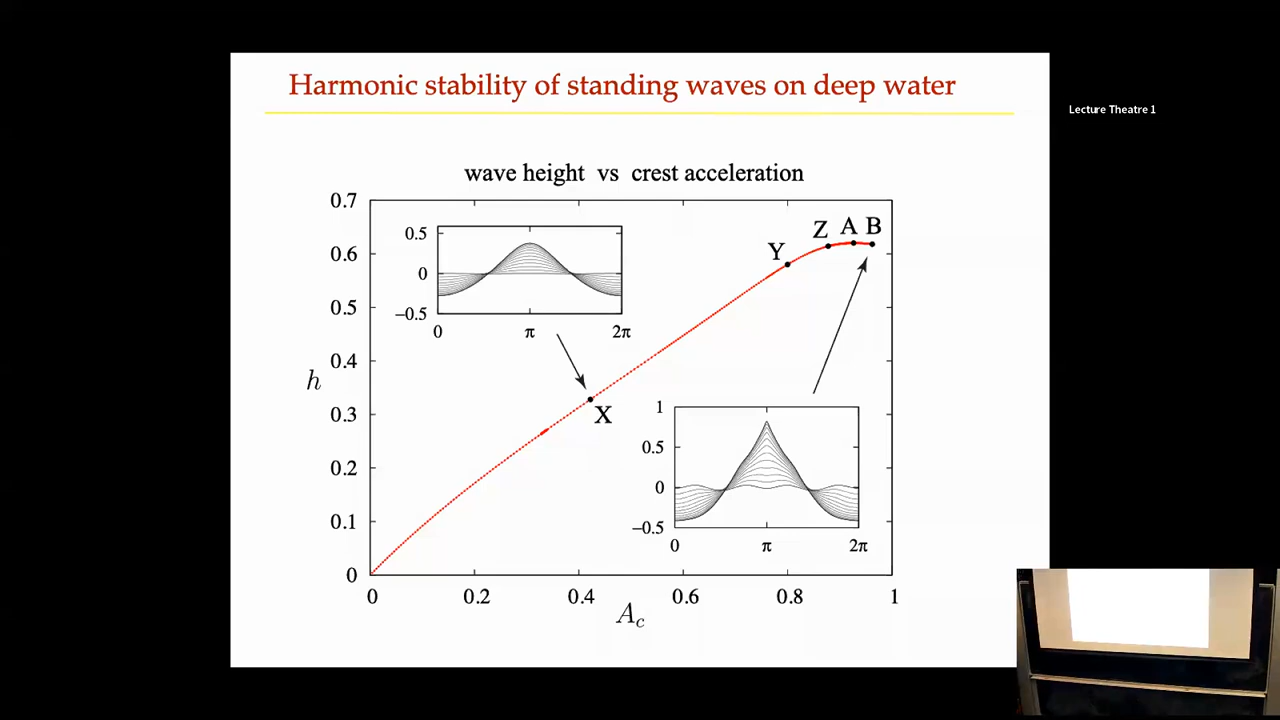 Harmonic stability of standing waves on deep water
Lecture Theatre 1
wave height vs crest acceleration
0.7
0.6
0.5
0.4
0.3
0.2
0.1
0
h
0 0.2 0.4 0.6 0.8 1
A_c
0.5
0
−0.5
0 π 2π
X
Y
Z A B
1
0.5
0
−0.5
0 π 2π